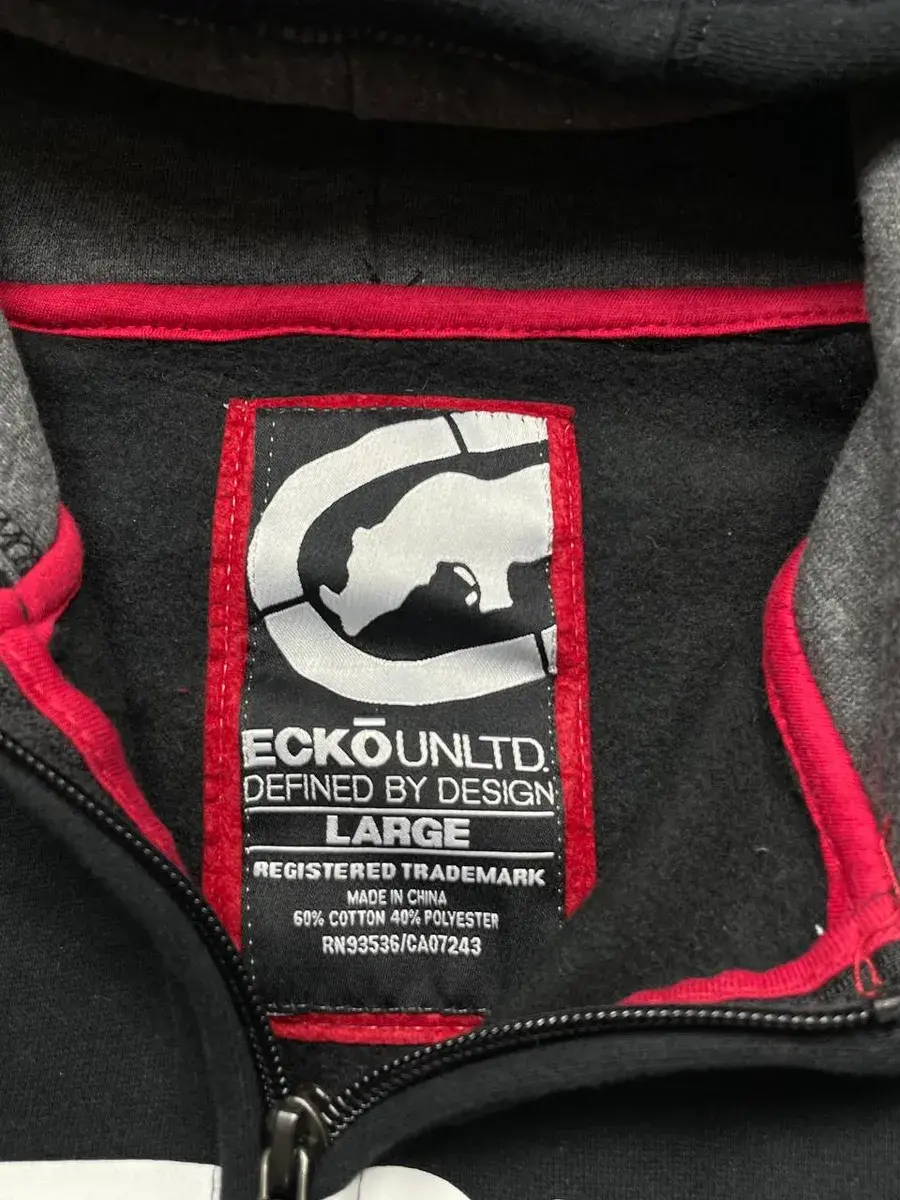 ECKŌ UNLTD.
DEFINED BY DESIGN
LARGE
REGISTERED TRADEMARK
MADE IN CHINA
60% COTTON 40% POLYESTER
RN93536/CA07243